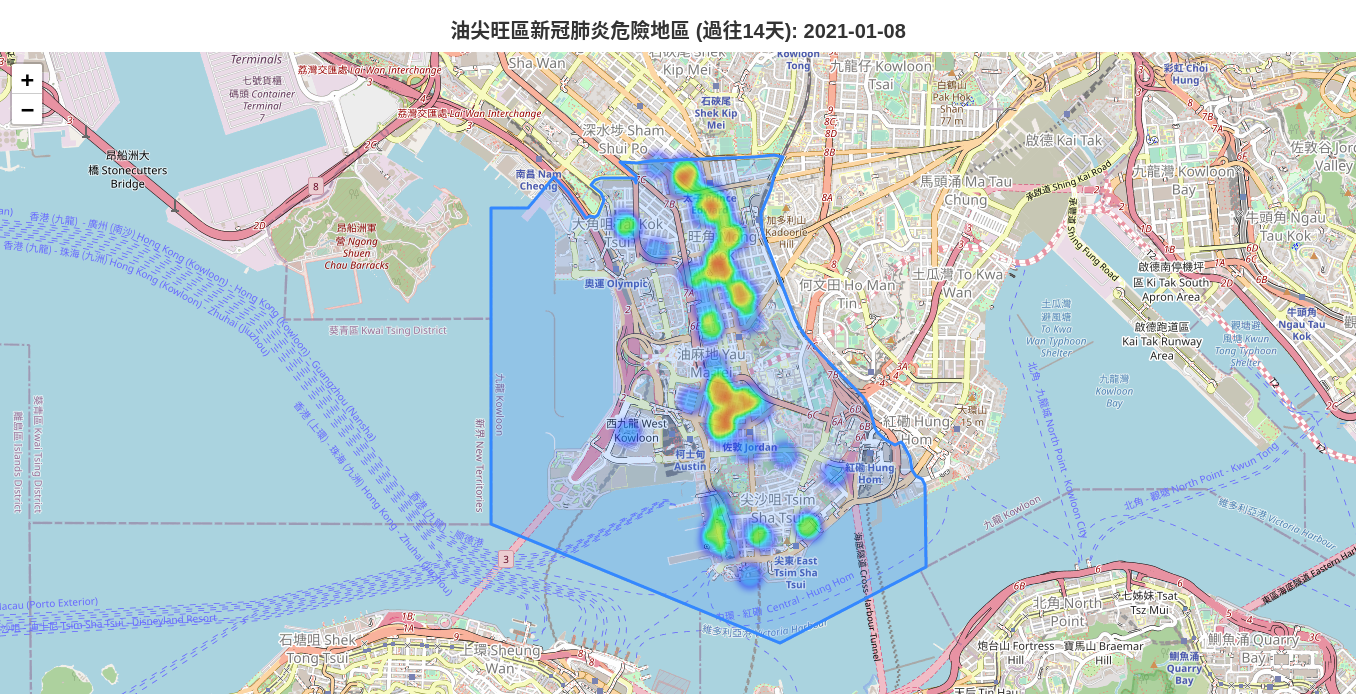 油尖旺區新冠肺炎危險地區 (過往14天): 2021-01-08
+
−
Terminals
七號貨櫃
碼頭 Container
Terminal
7
荔灣交匯處 Lai Wan Interchange
荔灣交匯處 Lai Wan Interchange
Sha Wan
Kip Mei
Kowloon
Tong
九龍仔 Kowloon
Tsai
白鶴山
Pak Hok
Shan
77 m
彩虹 Choi
Hung
石硤尾
Shek Kip
Mei
深水埗 Sham
Shui Po
啟德 Kai Tak
佐敦谷 Jord
Valley
昂船洲大
橋 Stonecutters
Bridge
南昌 Nam
Cheong
馬頭涌 Ma Tau
Chung
承啟道 Shing Kai Road
九龍灣 Kowloon
Bay
承豐道 Shing Fung Road
牛頭角 Ngau
Tau Kok
昂船洲軍
營 Ngong
Shuen
Chau Barracks
加多利山
Kadoorie
Hill
奧運 Olympic
何文田 Ho Man
Tin
土瓜灣 To Kwa
Wan
啟德南停機坪
區 Ki Tak South
Apron Area
土瓜灣
避風塘
To Kwa
Wan Typhoon
Shelter
啟德跑道區
Kai Tak Runway
Area
觀塘避
風塘 Kwun
Tong Typhoon
Shelter
牛頭角
Ngau Tau
Kok
葵青區 Kwai Tsing District
油麻地 Yau
九龍灣
Kowloon
Bay
九龍 Kowloon
新界 New Territories
葵青區 Kwai Tsing District
離島區 Islands District
西九龍 West
Kowloon
佐敦 Jordan
柯士甸
Austin
紅磡 Hung
Hom
大環山
15 m
紅磡 Hung
Hom
尖沙咀 Tsim
尖東 East
Tsim Sha
Tsui
香港 (九龍) - 廣州 (南沙) Hong Kong (Kowloon) - Guangzhou (Nansha)
香港 (九龍) - 珠海 (九洲) Hong Kong (Kowloon) - Zhuhai (Jiuzhou)
北角 - 九龍城 North Point - Kowloon City
北角 - 觀塘 North Point - Kwun Tong
九龍 Kowloon
維多利亞港 Victoria Harbour
維多利亞港 Victoria Harbour
中環 - 紅磡 Central - Hung Hom
海底隧道 Cross-Harbour Tunnel
Macau (Porto Exterior)
Tsim Sha Tsui - Disneyland Resort
石塘咀 Shek
Tong Tsui
上環 Sheung
Wan
北角 North
Point
七姊妹 Tsat
Tsz Mui
炮台山 Fortress
Hill
寶馬山 Braemar
Hill
鰂魚涌
Quarry
Bay
鰂魚涌 Quarry
Bay
天后 Tin Hau